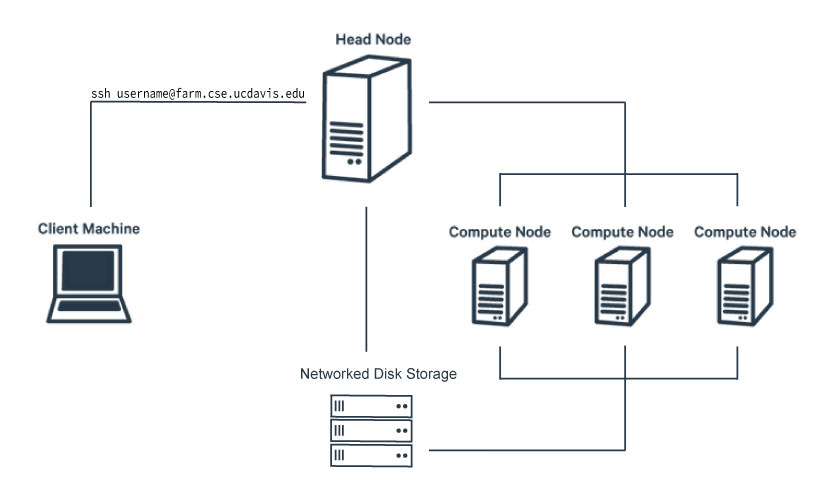 Head Node
ssh username@farm.cse.ucdavis.edu
Client Machine
Compute Node
Compute Node
Compute Node
Networked Disk Storage